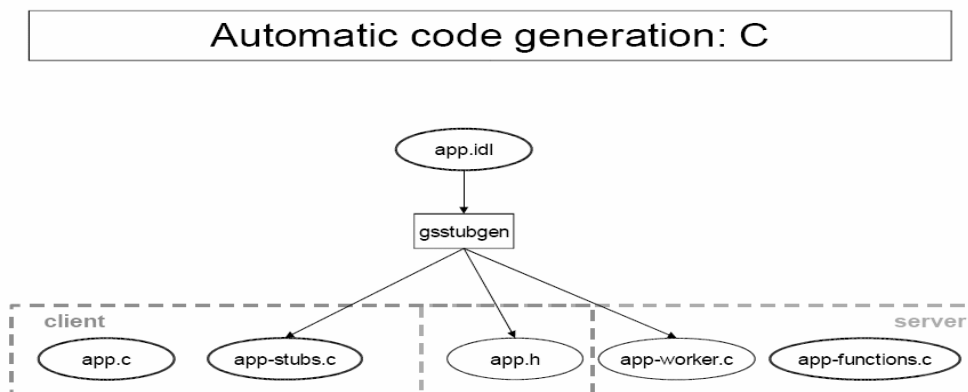 Automatic code generation: C
app.idl
gsstubgen
client
server
app.c
app-stubs.c
app.h
app-worker.c
app-functions.c